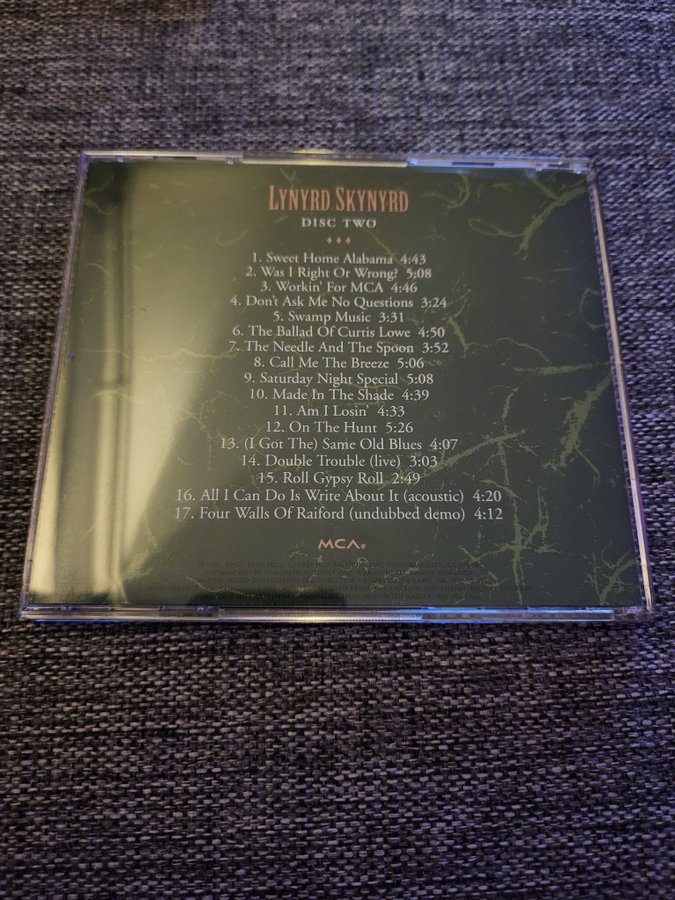 LYNYRD SKYNYRD
DISC TWO
1. Sweet Home Alabama 4:43
2. Was I Right Or Wrong? 5:08
3. Workin' For MCA 4:46
4. Don't Ask Me No Questions 3:24
5. Swamp Music 3:31
6. The Ballad Of Curtis Lowe 4:50
7. The Needle And The Spoon 3:52
8. Call Me The Breeze 5:06
9. Saturday Night Special 5:08
10. Made In The Shade 4:39
11. Am I Losin' 4:33
12. On The Hunt 5:26
13. (I Got The) Same Old Blues 4:07
14. Double Trouble (live) 3:03
15. Roll Gypsy Roll 2:49
16. All I Can Do Is Write About It (acoustic) 4:20
17. Four Walls Of Raiford (undubbed demo) 4:12
MCA®